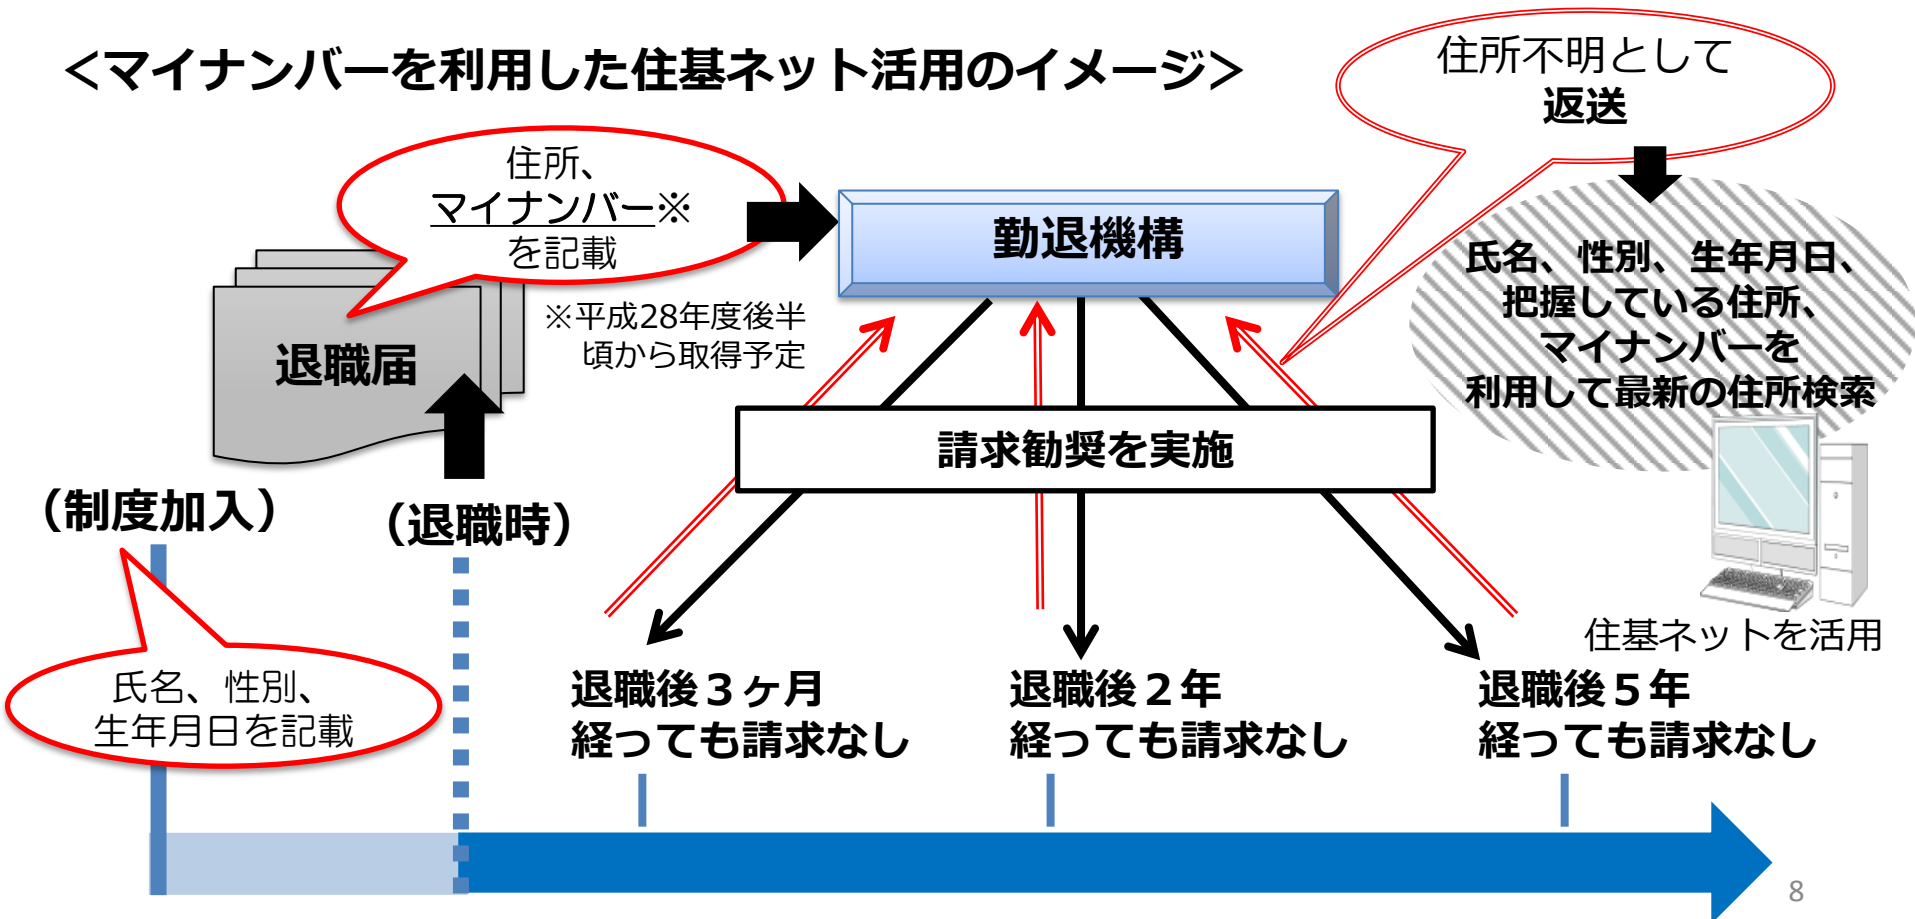 ＜マイナンバーを利用した住基ネット活用のイメージ＞
住所不明として
返送
住所、
マイナンバー※
を記載
勤退機構
※平成28年度後半
頃から取得予定
退職届
氏名、性別、生年月日、
把握している住所、
マイナンバーを
利用して最新の住所検索
請求勧奨を実施
（制度加入）
（退職時）
住基ネットを活用
氏名、性別、
生年月日を記載
退職後３ヶ月
経っても請求なし
退職後２年
経っても請求なし
退職後５年
経っても請求なし
8